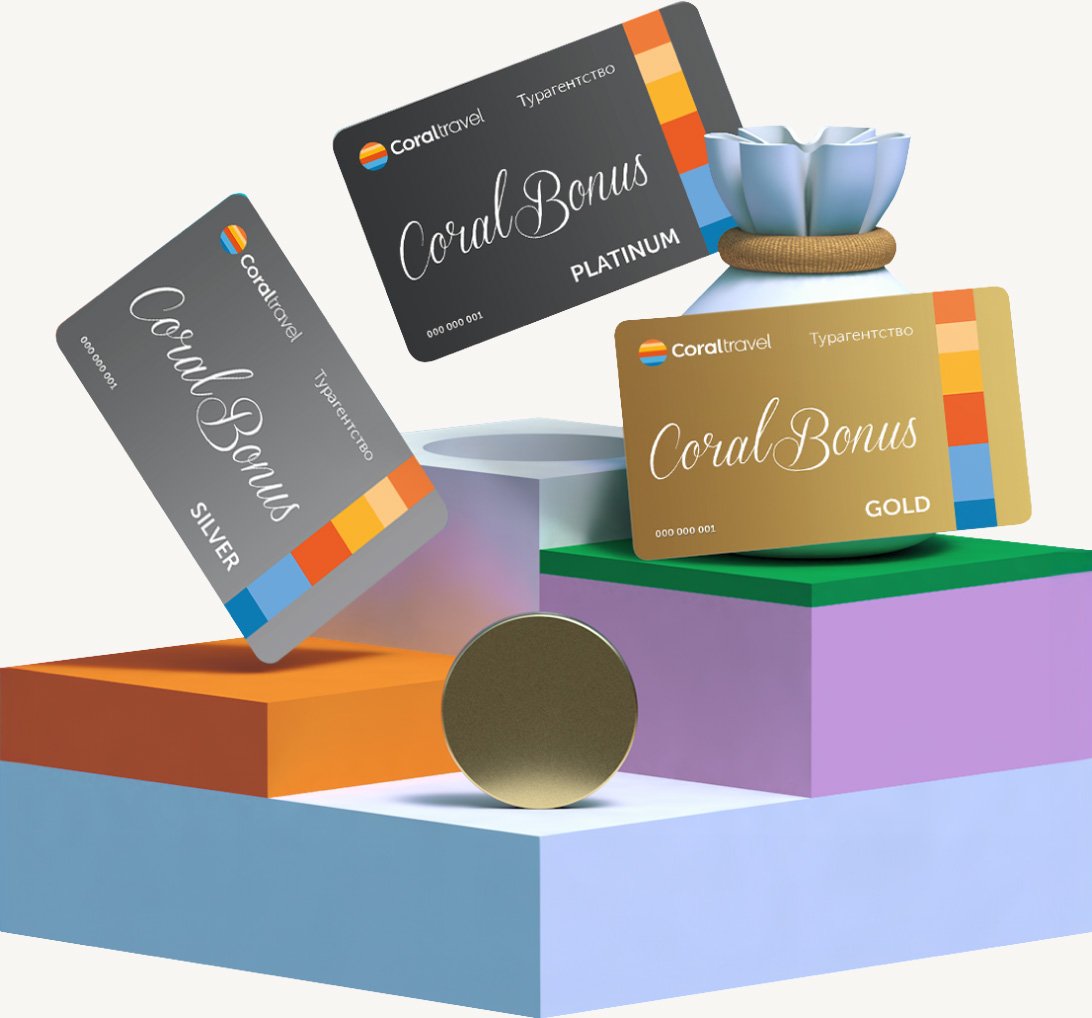 Coraltravel
Турагентство
Coral Bonus
PLATINUM
000 000 001
Coraltravel
Турагентство
Coral Bonus
SILVER
000 000 001
Coraltravel
Турагентство
Coral Bonus
GOLD
000 000 001